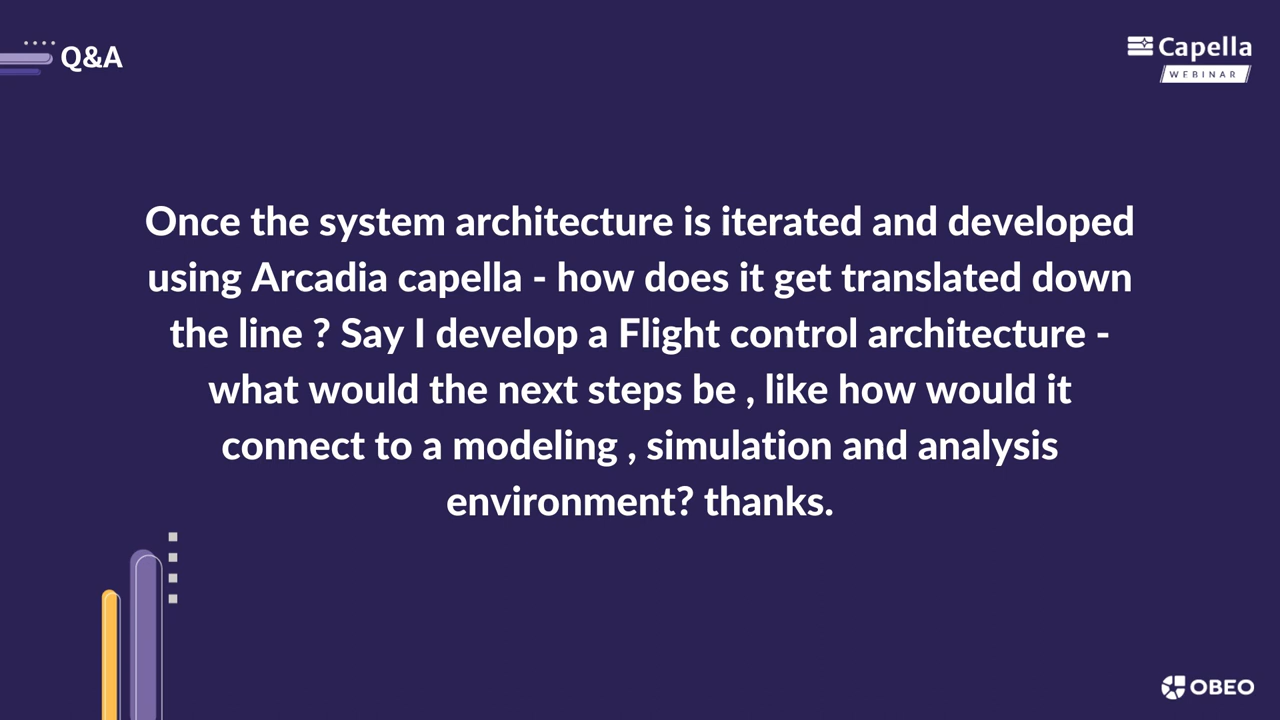 Q&A
Capella
WEBINAR
Once the system architecture is iterated and developed
using Arcadia capella - how does it get translated down
the line ? Say I develop a Flight control architecture -
what would the next steps be , like how would it
connect to a modeling , simulation and analysis
environment? thanks.
OBEO